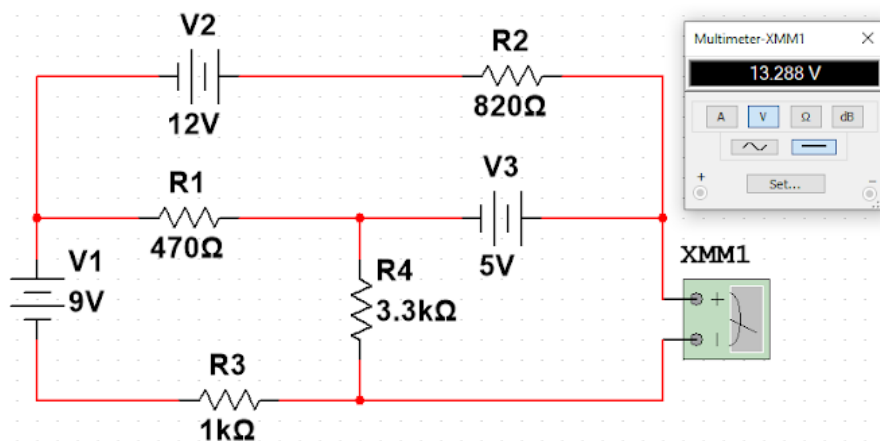 V2
12V
R2
820Ω
Multimeter-XMM1
13.288 V
A V Ω dB
+ –
Set...
R1
470Ω
V3
5V
V1
9V
R4
3.3kΩ
XMM1
+
R3
1kΩ